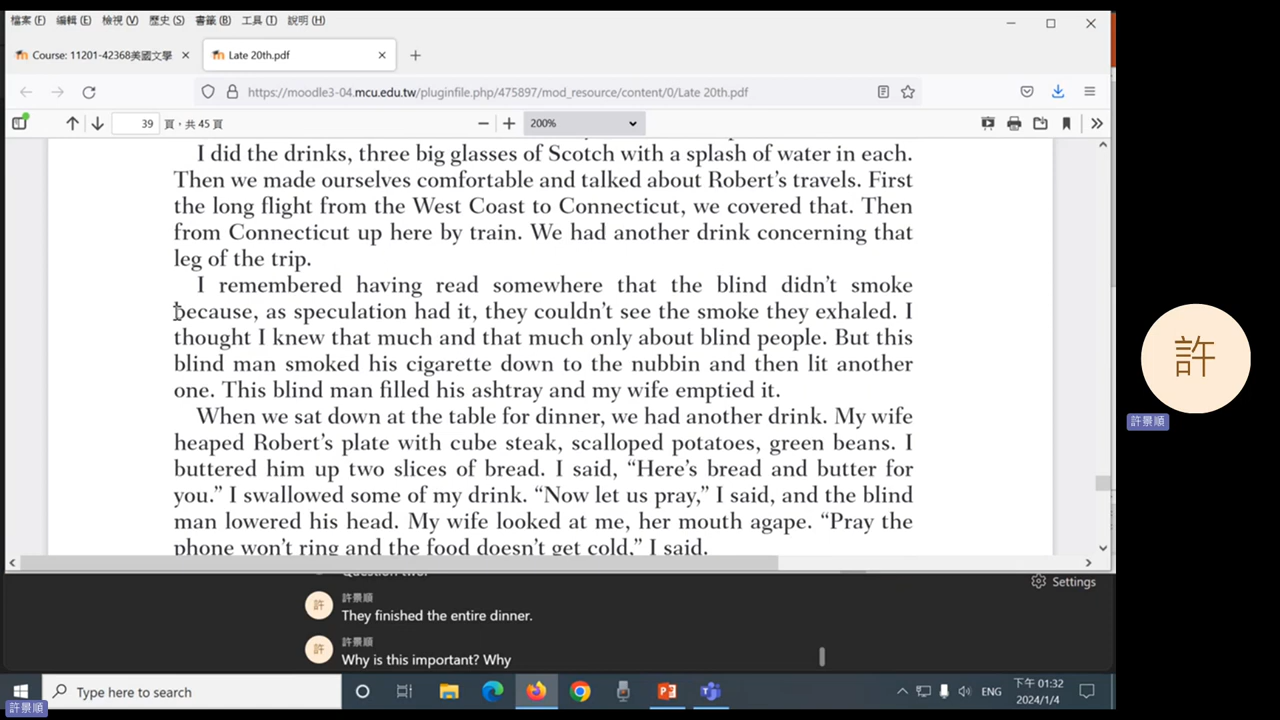 檔案(F) 編輯(E) 檢視(V) 歷史(S) 書籤(B) 工具(T) 說明(H)
Course: 11201-42368美國文學
Late 20th.pdf
https://moodle3-04.mcu.edu.tw/pluginfile.php/475897/mod_resource/content/0/Late 20th.pdf
39 頁，共 45 頁
200%
I did the drinks, three big glasses of Scotch with a splash of water in each.
Then we made ourselves comfortable and talked about Robert's travels. First
the long flight from the West Coast to Connecticut, we covered that. Then
from Connecticut up here by train. We had another drink concerning that
leg of the trip.
I remembered having read somewhere that the blind didn't smoke
because, as speculation had it, they couldn't see the smoke they exhaled. I
thought I knew that much and that much only about blind people. But this
blind man smoked his cigarette down to the nubbin and then lit another
one. This blind man filled his ashtray and my wife emptied it.
When we sat down at the table for dinner, we had another drink. My wife
heaped Robert's plate with cube steak, scalloped potatoes, green beans. I
buttered him up two slices of bread. I said, “Here's bread and butter for
you.” I swallowed some of my drink. “Now let us pray,” I said, and the blind
man lowered his head. My wife looked at me, her mouth agape. “Pray the
phone won't ring and the food doesn't get cold,” I said.
Question two.
Settings
許
許景順
They finished the entire dinner.
許
許景順
Why is this important? Why
許
許景順
Type here to search
ENG
下午 01:32
2024/1/4
許景順